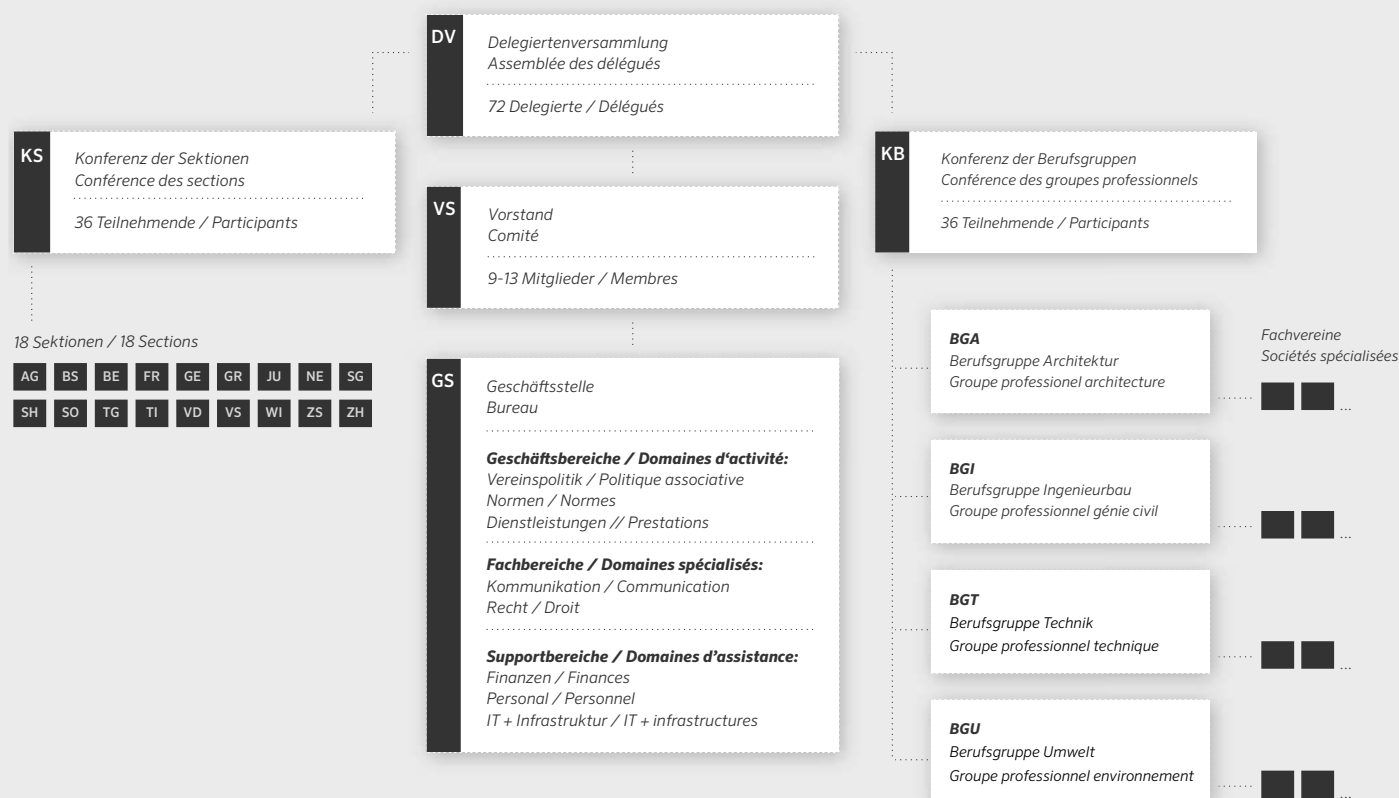 DV
Delegiertenversammlung
Assemblée des délégués
72 Delegierte / Délégués
KS
Konferenz der Sektionen
Conférence des sections
36 Teilnehmende / Participants
18 Sektionen / 18 Sections
AG BS BE FR GE GR JU NE SG
SH SO TG TI VD VS WI ZS ZH
VS
Vorstand
Comité
9-13 Mitglieder / Membres
GS
Geschäftsstelle
Bureau
Geschäftsbereiche / Domaines d‘activité:
Vereinspolitik / Politique associative
Normen / Normes
Dienstleistungen // Prestations
Fachbereiche / Domaines spécialisés:
Kommunikation / Communication
Recht / Droit
Supportbereiche / Domaines d’assistance:
Finanzen / Finances
Personal / Personnel
IT + Infrastruktur / IT + infrastructures
KB
Konferenz der Berufsgruppen
Conférence des groupes professionnels
36 Teilnehmende / Participants
BGA
Berufsgruppe Architektur
Groupe professionel architecture
Fachvereine
Sociétés spécialisées
...
BGI
Berufsgruppe Ingenieurbau
Groupe professionnel génie civil
...
BGT
Berufsgruppe Technik
Groupe professionnel technique
...
BGU
Berufsgruppe Umwelt
Groupe professionnel environnement
...